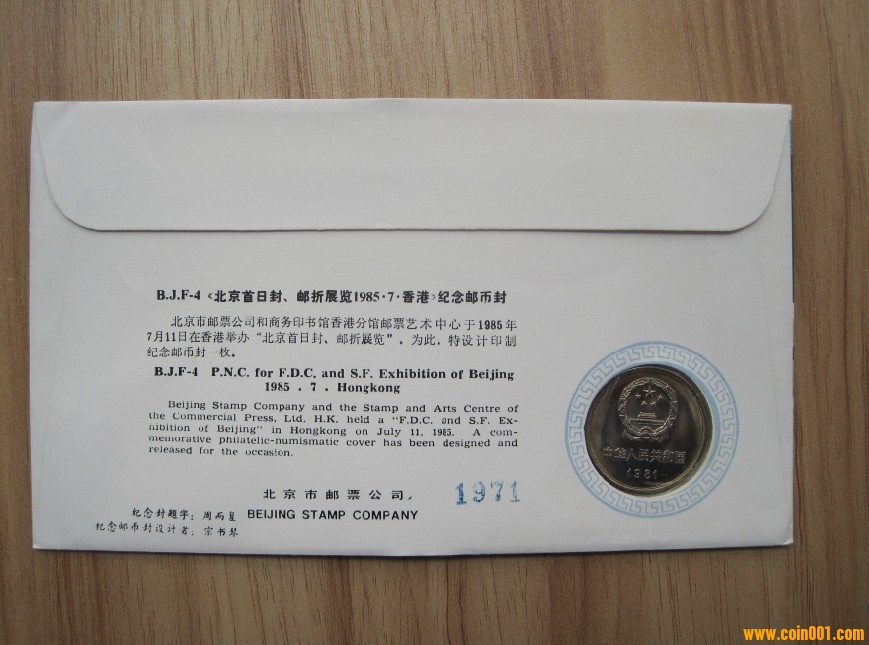 B.J.F-4《北京首日封、邮折展览1985·7·香港》纪念邮币封
北京市邮票公司和商务印书馆香港分馆邮票艺术中心于1985年
7月11日在香港举办“北京首日封、邮折展览”。为此,特设计印制
纪念邮币封一枚。
B.J.F-4 P.N.C. for F.D.C. and S.F. Exhibition of Beijing
1985 . 7 . Hongkong
Beijing Stamp Company and the Stamp and Arts Centre of
the Commercial Press, Ltd. H.K. held a "F.D.C. and S.F. Ex-
hibition of Beijing" in Hongkong on July 11, 1985. A com-
memorative philatelic-numismatic cover has been designed and
released for the occasion.
北京市邮票公司
1971
BEIJING STAMP COMPANY
纪念封题字:周而复
纪念邮币封设计者:宗书琴
中华人民共和国
1981
www.coin001.com